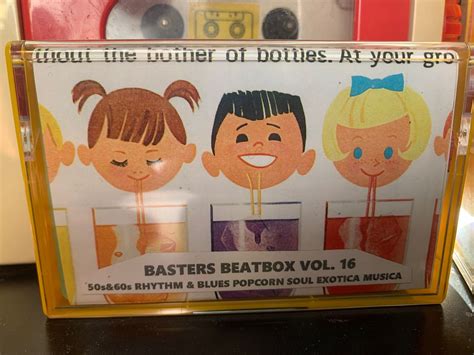 thout the bother of bottles. At your gro
BASTERS BEATBOX VOL. 16
'50s&60s RHYTHM & BLUES POPCORN SOUL EXOTICA MUSICA